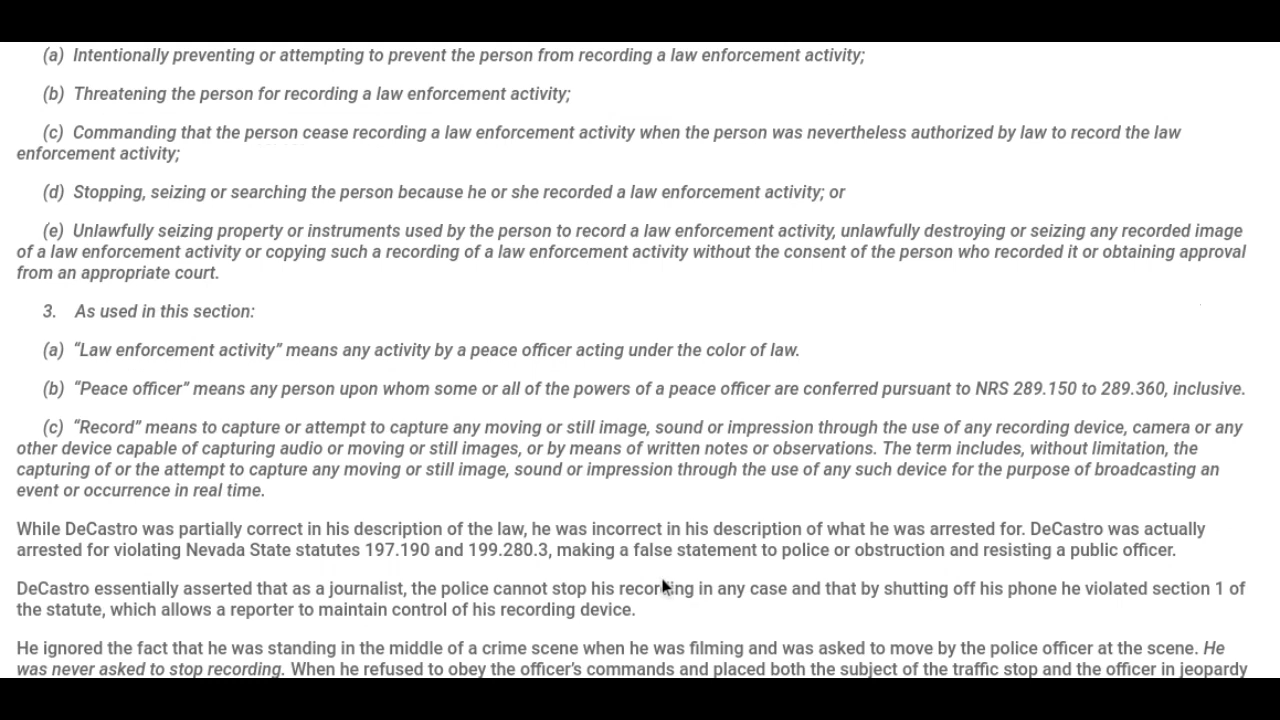 (a) Intentionally preventing or attempting to prevent the person from recording a law enforcement activity;
(b) Threatening the person for recording a law enforcement activity;
(c) Commanding that the person cease recording a law enforcement activity when the person was nevertheless authorized by law to record the law
enforcement activity;
(d) Stopping, seizing or searching the person because he or she recorded a law enforcement activity; or
(e) Unlawfully seizing property or instruments used by the person to record a law enforcement activity, unlawfully destroying or seizing any recorded image
of a law enforcement activity or copying such a recording of a law enforcement activity without the consent of the person who recorded it or obtaining approval
from an appropriate court.
3. As used in this section:
(a) “Law enforcement activity” means any activity by a peace officer acting under the color of law.
(b) “Peace officer” means any person upon whom some or all of the powers of a peace officer are conferred pursuant to NRS 289.150 to 289.360, inclusive.
(c) “Record” means to capture or attempt to capture any moving or still image, sound or impression through the use of any recording device, camera or any
other device capable of capturing audio or moving or still images, or by means of written notes or observations. The term includes, without limitation, the
capturing of or the attempt to capture any moving or still image, sound or impression through the use of any such device for the purpose of broadcasting an
event or occurrence in real time.
While DeCastro was partially correct in his description of the law, he was incorrect in his description of what he was arrested for. DeCastro was actually
arrested for violating Nevada State statutes 197.190 and 199.280.3, making a false statement to police or obstruction and resisting a public officer.
DeCastro essentially asserted that as a journalist, the police cannot stop his recording in any case and that by shutting off his phone he violated section 1 of
the statute, which allows a reporter to maintain control of his recording device.
He ignored the fact that he was standing in the middle of a crime scene when he was filming and was asked to move by the police officer at the scene. He
was never asked to stop recording. When he refused to obey the officer’s commands and placed both the subject of the traffic stop and the officer in jeopardy